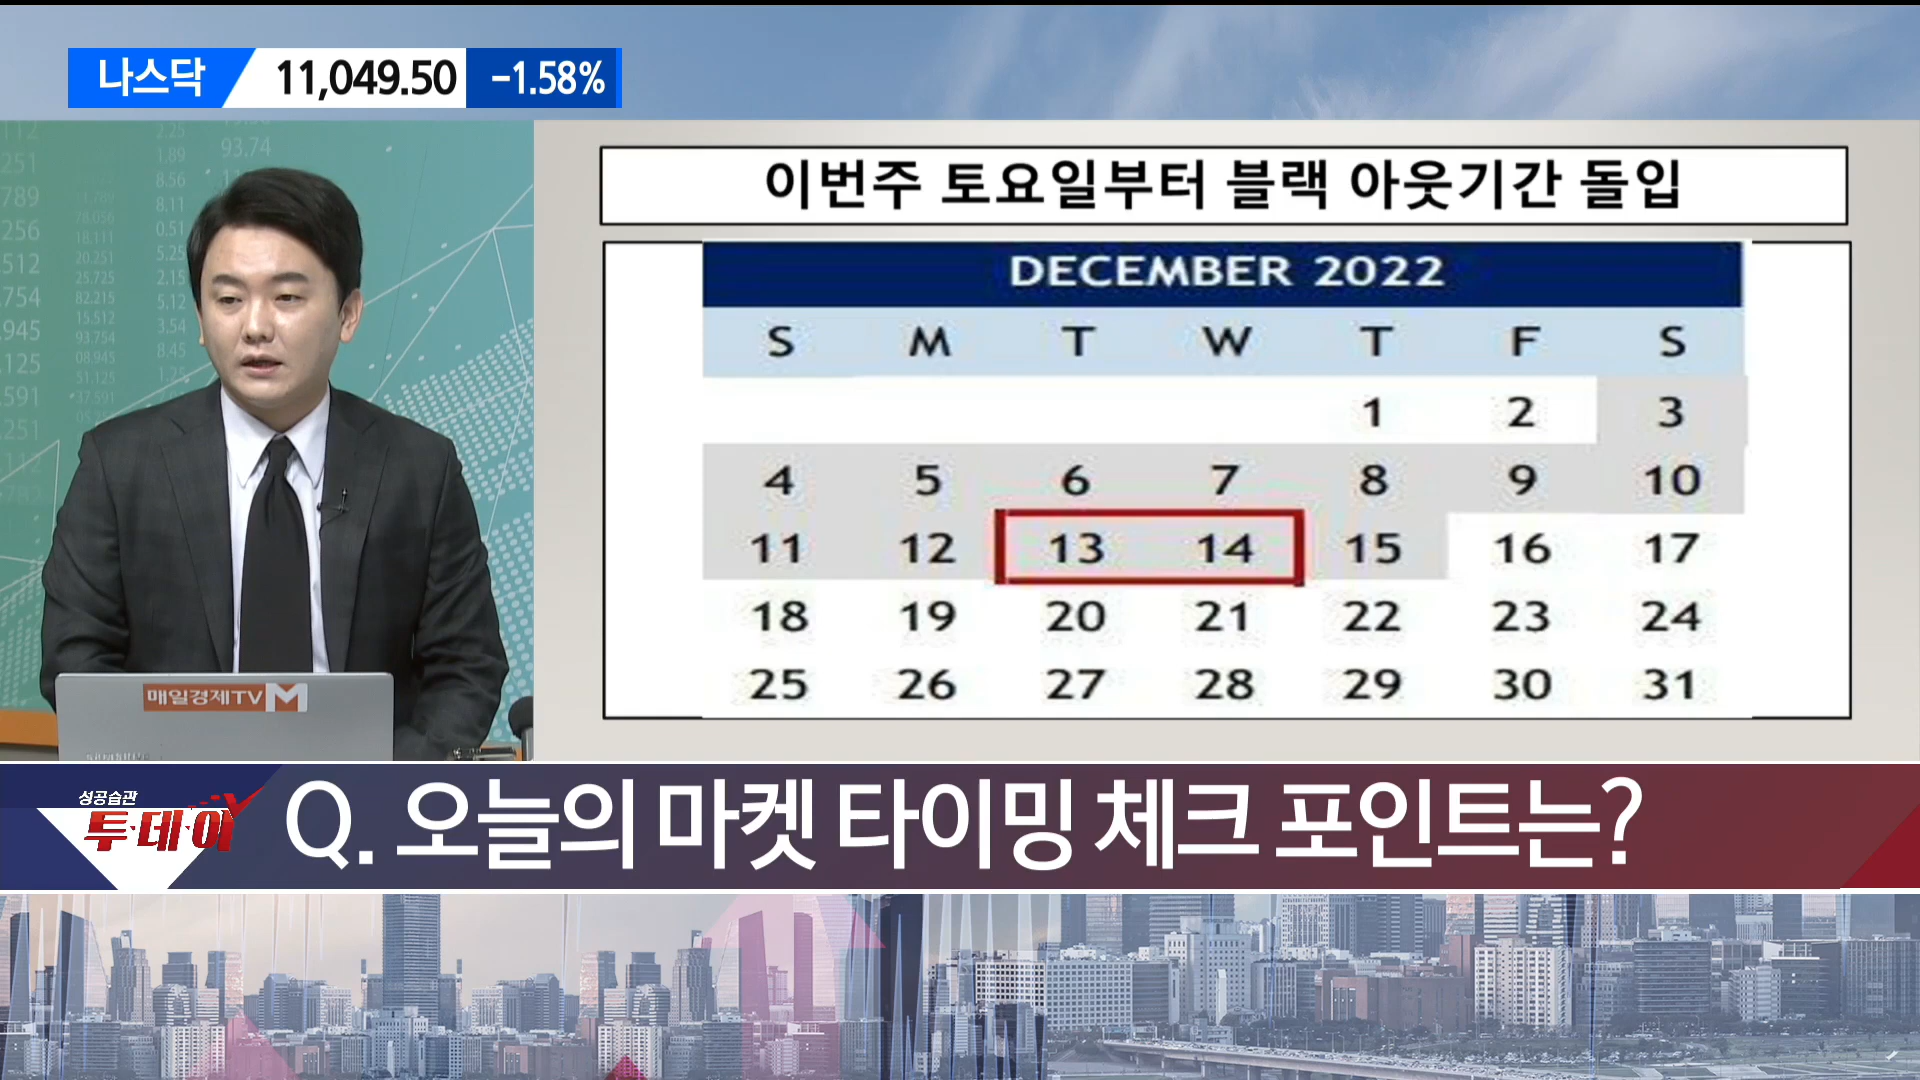 나스닥 11,049.50 -1.58%
이번주 토요일부터 블랙 아웃기간 돌입
DECEMBER 2022
S M T W T F S
1 2 3
4 5 6 7 8 9 10
11 12 13 14 15 16 17
18 19 20 21 22 23 24
25 26 27 28 29 30 31
93.74
매일경제TV M
성공습관
투데이
Q. 오늘의 마켓 타이밍 체크 포인트는?